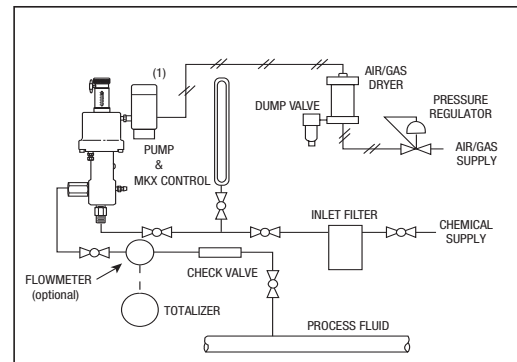 (1)
AIR/GAS
DRYER
DUMP VALVE
PRESSURE
REGULATOR
PUMP
&
MKX CONTROL
AIR/GAS
SUPPLY
INLET FILTER
CHEMICAL
SUPPLY
FLOWMETER
(optional)
CHECK VALVE
TOTALIZER
PROCESS FLUID